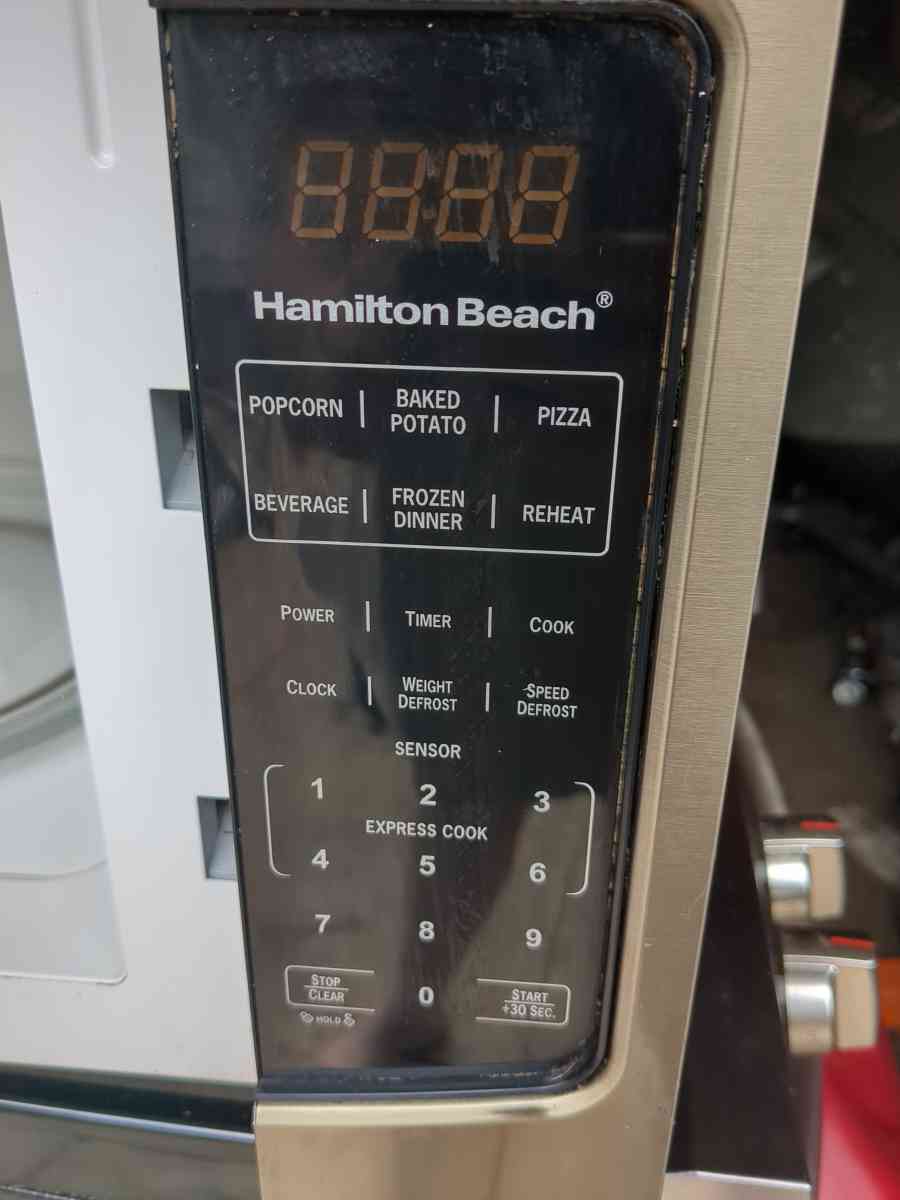 Hamilton Beach®
POPCORN | BAKED POTATO | PIZZA
BEVERAGE | FROZEN DINNER | REHEAT
POWER | TIMER | COOK
CLOCK | WEIGHT DEFROST | SPEED DEFROST
SENSOR
1 2 3
EXPRESS COOK
4 5 6
7 8 9
STOP CLEAR 0 START +30 SEC.
HOLD